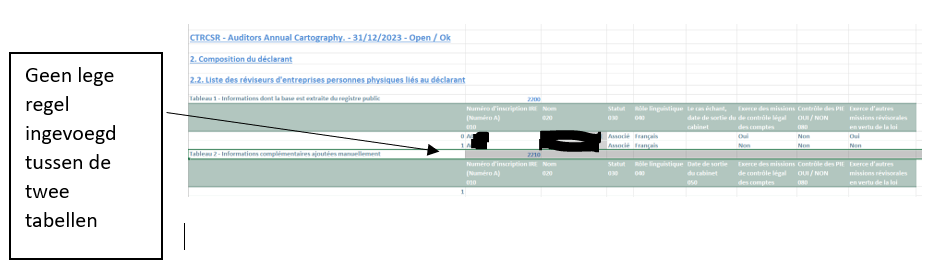 CTRCSR - Auditors Annual Cartography. - 31/12/2023 - Open / Ok
2. Composition du déclarant
2.2. Liste des réviseurs d'entreprises personnes physiques liés au déclarant
Geen lege
regel
ingevoegd
tussen de
twee
tabellen
Tableau 1 - Informations dont la base est extraite du registre public 2200
Numéro d'inscription IRE Nom Statut Rôle linguistique Le cas échéant, Exerce des missions Contrôle des PIE Exerce d'autres
(Numéro A) 020 030 040 date de sortie du de contrôle légal OUI / NON missions révisorales
010 cabinet des comptes 080 en vertu de la loi
0 A Associé Français Oui Non Oui
1 A Associé Français Non Non Non
Tableau 2 - Informations complémentaires ajoutées manuellement 2210
Numéro d'inscription IRE Nom Statut Rôle linguistique Date de sortie Exerce des missions Contrôle des PIE Exerce d'autres
(Numéro A) 020 030 040 du cabinet de contrôle légal OUI / NON missions révisorales
010 050 des comptes 080 en vertu de la loi
1